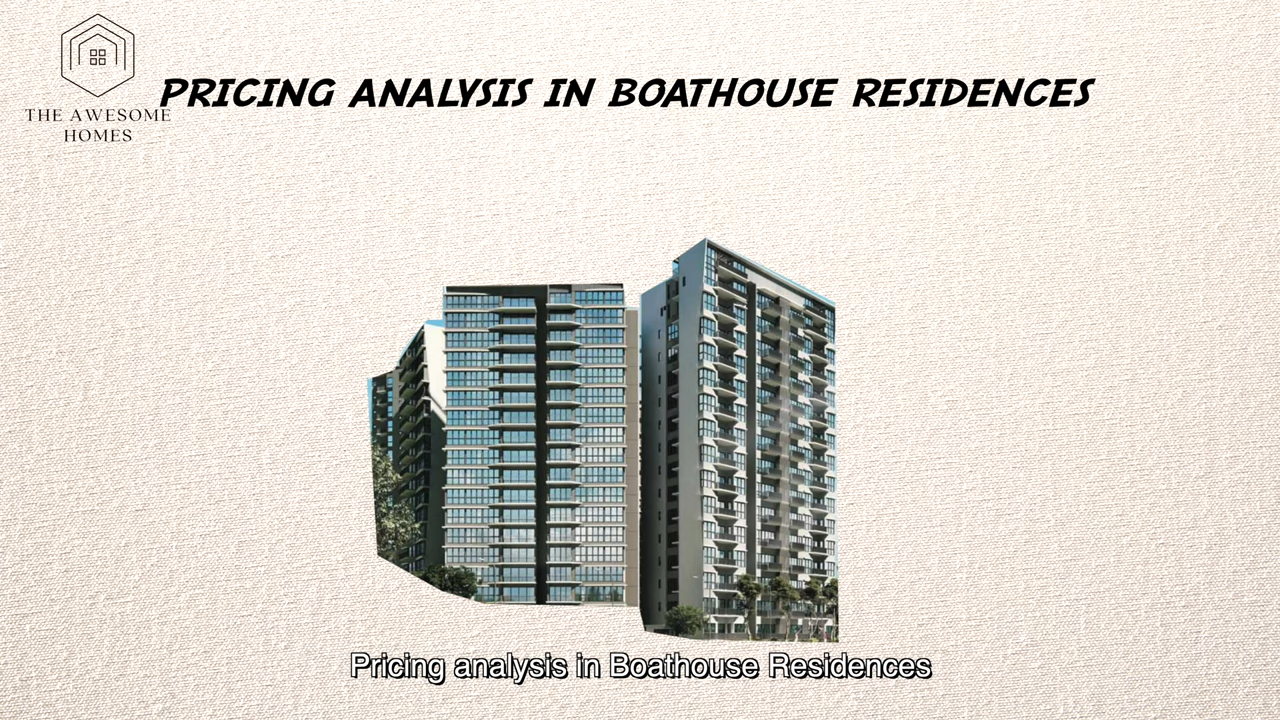 THE AWESOME
HOMES
PRICING ANALYSIS IN BOATHOUSE RESIDENCES
Pricing analysis in Boathouse Residences